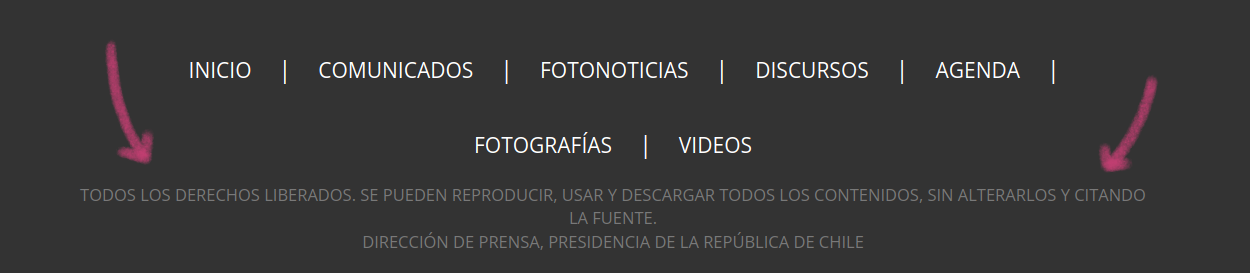 INICIO | COMUNICADOS | FOTONOTICIAS | DISCURSOS | AGENDA |
FOTOGRAFÍAS | VIDEOS
TODOS LOS DERECHOS LIBERADOS. SE PUEDEN REPRODUCIR, USAR Y DESCARGAR TODOS LOS CONTENIDOS, SIN ALTERARLOS Y CITANDO
LA FUENTE.
DIRECCIÓN DE PRENSA, PRESIDENCIA DE LA REPÚBLICA DE CHILE